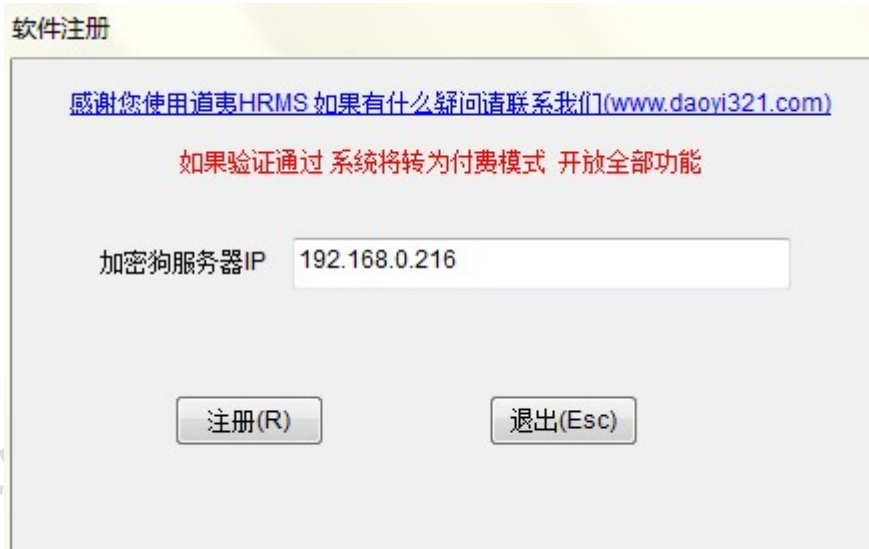 软件注册
感谢您使用道夷HRMS 如果有什么疑问请联系我们(www.daoyi321.com)
如果验证通过 系统将转为付费模式 开放全部功能
加密狗服务器IP 192.168.0.216
注册(R) 退出(Esc)